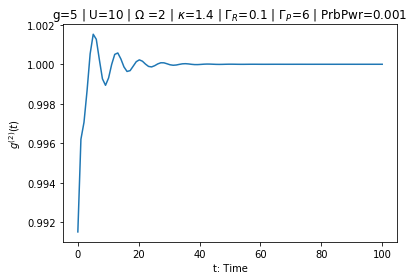 g=5 | U=10 | Ω =2 | κ=1.4 | Γ_R=0.1 | Γ_P=6 | PrbPwr=0.001
1.002
1.000
0.998
0.996
0.994
0.992
g^(2)(t)
0 20 40 60 80 100
t: Time